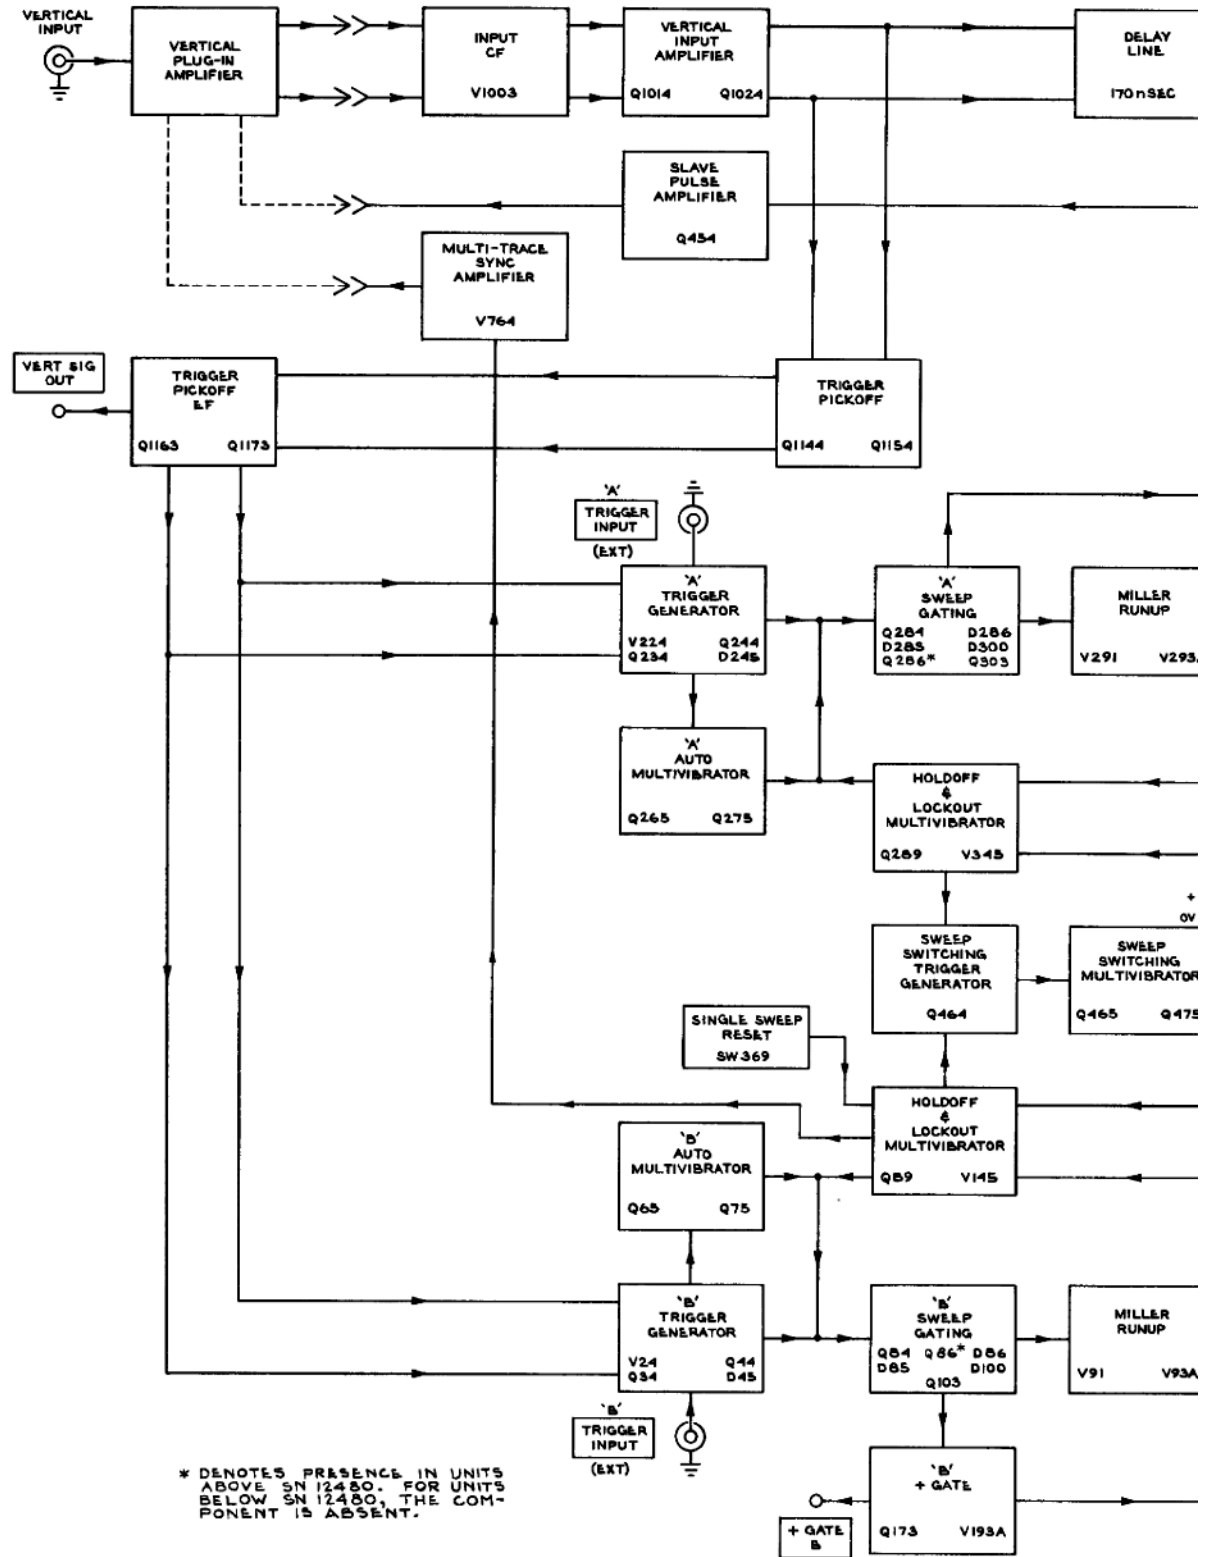 VERTICAL
INPUT
VERTICAL
PLUG-IN
AMPLIFIER
INPUT
CF
V1003
VERTICAL
INPUT
AMPLIFIER
Q1014 Q1024
DELAY
LINE
170 nSEC
SLAVE
PULSE
AMPLIFIER
Q454
MULTI-TRACE
SYNC
AMPLIFIER
V764
VERT SIG
OUT
TRIGGER
PICKOFF
EF
Q1163 Q1173
TRIGGER
PICKOFF
Q1144 Q1154
'A'
TRIGGER
INPUT
(EXT)
'A'
TRIGGER
GENERATOR
V224 Q244
Q234 D245
'A'
SWEEP
GATING
Q284 D286
D285 D300
Q286* Q303
MILLER
RUNUP
V291 V293A
'A'
AUTO
MULTIVIBRATOR
Q265 Q275
HOLDOFF
&
LOCKOUT
MULTIVIBRATOR
Q289 V345
+
OV
SWEEP
SWITCHING
TRIGGER
GENERATOR
Q464
SWEEP
SWITCHING
MULTIVIBRATOR
Q465 Q475
SINGLE SWEEP
RESET
SW369
HOLDOFF
&
LOCKOUT
MULTIVIBRATOR
Q89 V145
'B'
AUTO
MULTIVIBRATOR
Q65 Q75
'B'
TRIGGER
GENERATOR
V24 Q44
Q34 D45
'B'
SWEEP
GATING
Q84 Q86* D86
D85 D100
Q103
MILLER
RUNUP
V91 V93A
'B'
TRIGGER
INPUT
(EXT)
'B'
+ GATE
Q173 V193A
+ GATE
B
* DENOTES PRESENCE IN UNITS
ABOVE SN 12480. FOR UNITS
BELOW SN 12480, THE COM-
PONENT IS ABSENT.